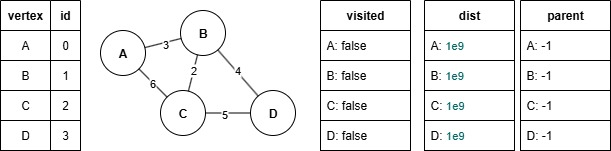 vertex id
A 0
B 1
C 2
D 3
A
B
C
D
3
6
2
4
5
visited
A: false
B: false
C: false
D: false
dist
A: 1e9
B: 1e9
C: 1e9
D: 1e9
parent
A: -1
B: -1
C: -1
D: -1